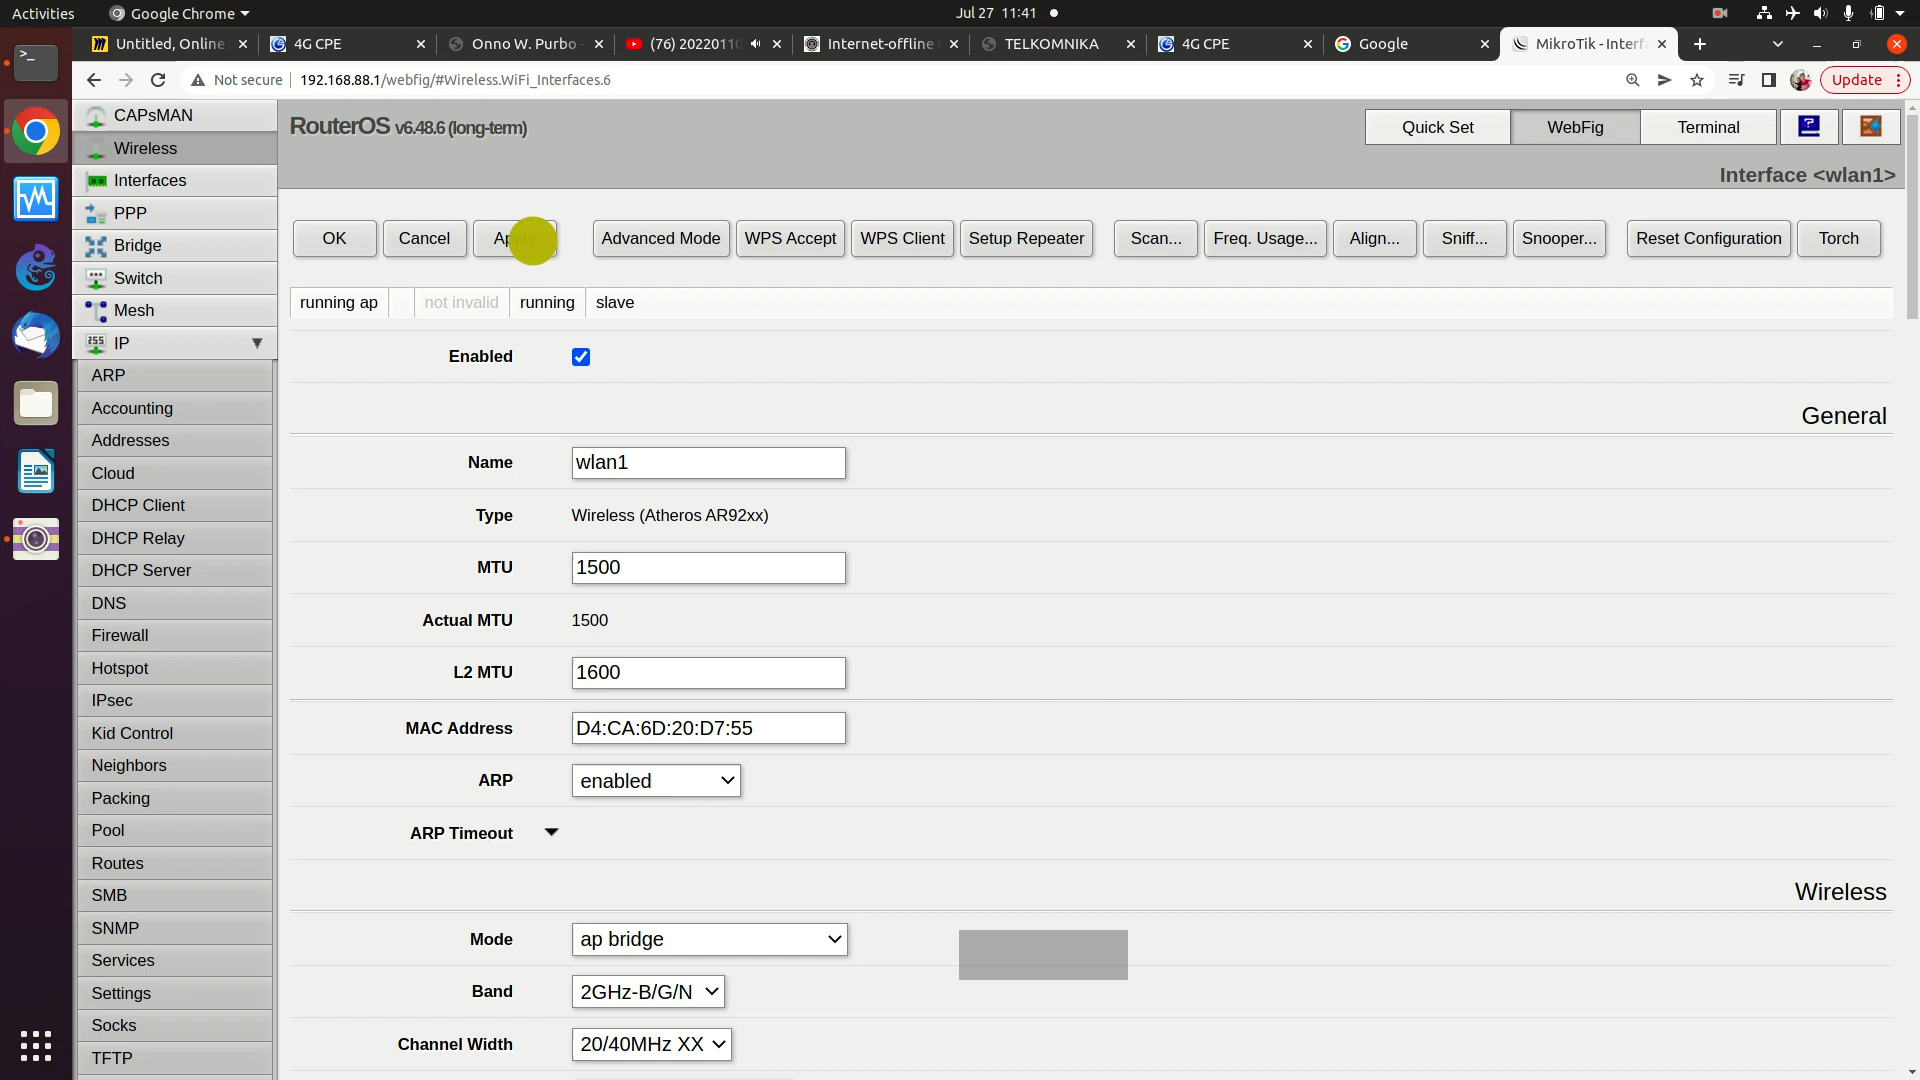 Activities
Google Chrome
Jul 27 11:41
Untitled, Online
4G CPE
Onno W. Purbo -
(76) 2022011
Internet-offline
TELKOMNIKA
4G CPE
Google
MikroTik - Interf
Not secure
192.168.88.1/webfig/#Wireless.WiFi_Interfaces.6
Update
CAPsMAN
Wireless
Interfaces
PPP
Bridge
Switch
Mesh
255
IP
ARP
Accounting
Addresses
Cloud
DHCP Client
DHCP Relay
DHCP Server
DNS
Firewall
Hotspot
IPsec
Kid Control
Neighbors
Packing
Pool
Routes
SMB
SNMP
Services
Settings
Socks
TFTP
RouterOS v6.48.6 (long-term)
Quick Set
WebFig
Terminal
Interface <wlan1>
OK
Cancel
Apply
Advanced Mode
WPS Accept
WPS Client
Setup Repeater
Scan...
Freq. Usage...
Align...
Sniff...
Snooper...
Reset Configuration
Torch
running ap
not invalid
running
slave
Enabled
General
Name
wlan1
Type
Wireless (Atheros AR92xx)
MTU
1500
Actual MTU
1500
L2 MTU
1600
MAC Address
D4:CA:6D:20:D7:55
ARP
enabled
ARP Timeout
Wireless
Mode
ap bridge
Band
2GHz-B/G/N
Channel Width
20/40MHz XX